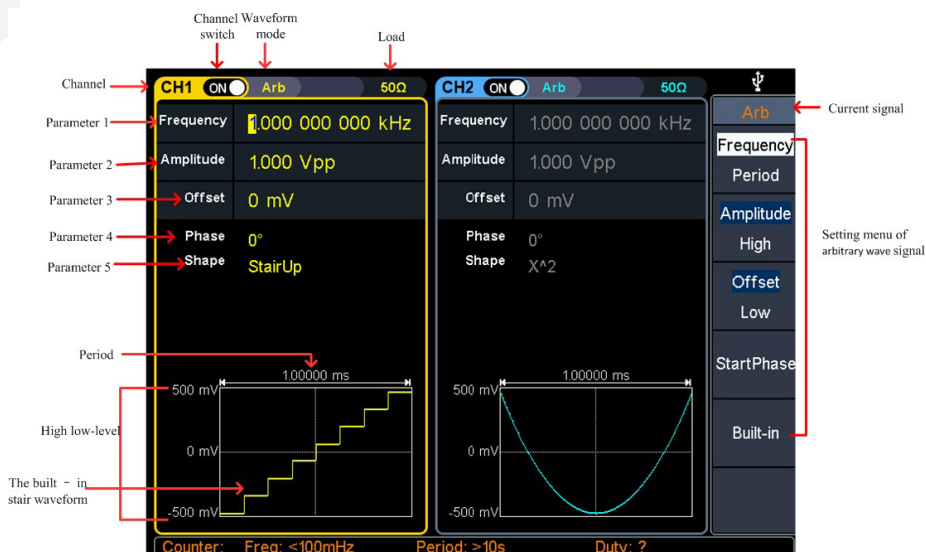 Channel Waveform
switch mode
Load
Channel
CH1 ON Arb 50Ω
CH2 ON Arb 50Ω
Current signal
Arb
Parameter 1
Frequency 1.000 000 000 kHz
Frequency 1.000 000 000 kHz
Frequency
Period
Parameter 2
Amplitude 1.000 Vpp
Amplitude 1.000 Vpp
Parameter 3
Offset 0 mV
Offset 0 mV
Amplitude
High
Parameter 4
Phase 0°
Phase 0°
Setting menu of
arbitrary wave signal
Parameter 5
Shape StairUp
Shape X^2
Offset
Low
StartPhase
Built-in
Period
1.00000 ms
1.00000 ms
500 mV
500 mV
High low-level
0 mV
0 mV
The built - in
stair waveform
-500 mV
-500 mV
Counter: Freq: <100mHz Period: >10s Duty: ?